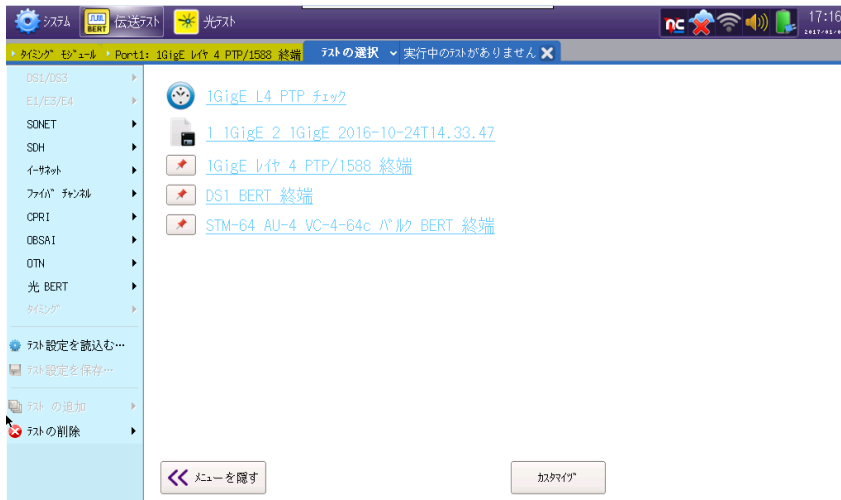 システム
BERT
伝送テスト
光テスト
17:16
タイミング モジュール
Port1: 1GigE レイヤ 4 PTP/1588 終端
テストの選択
実行中のテストがありません
DS1/DS3
E1/E3/E4
SONET
SDH
イーサネット
ファイバ チャンネル
CPRI
OBSAI
OTN
光 BERT
タイミング
テスト設定を読込む…
テスト設定を保存…
テスト の追加
テストの削除
1GigE L4 PTP チェック
1 1GigE 2 1GigE 2016-10-24T14.33.47
1GigE レイヤ 4 PTP/1588 終端
DS1 BERT 終端
STM-64 AU-4 VC-4-64c バルク BERT 終端
メニューを隠す
カスタマイズ